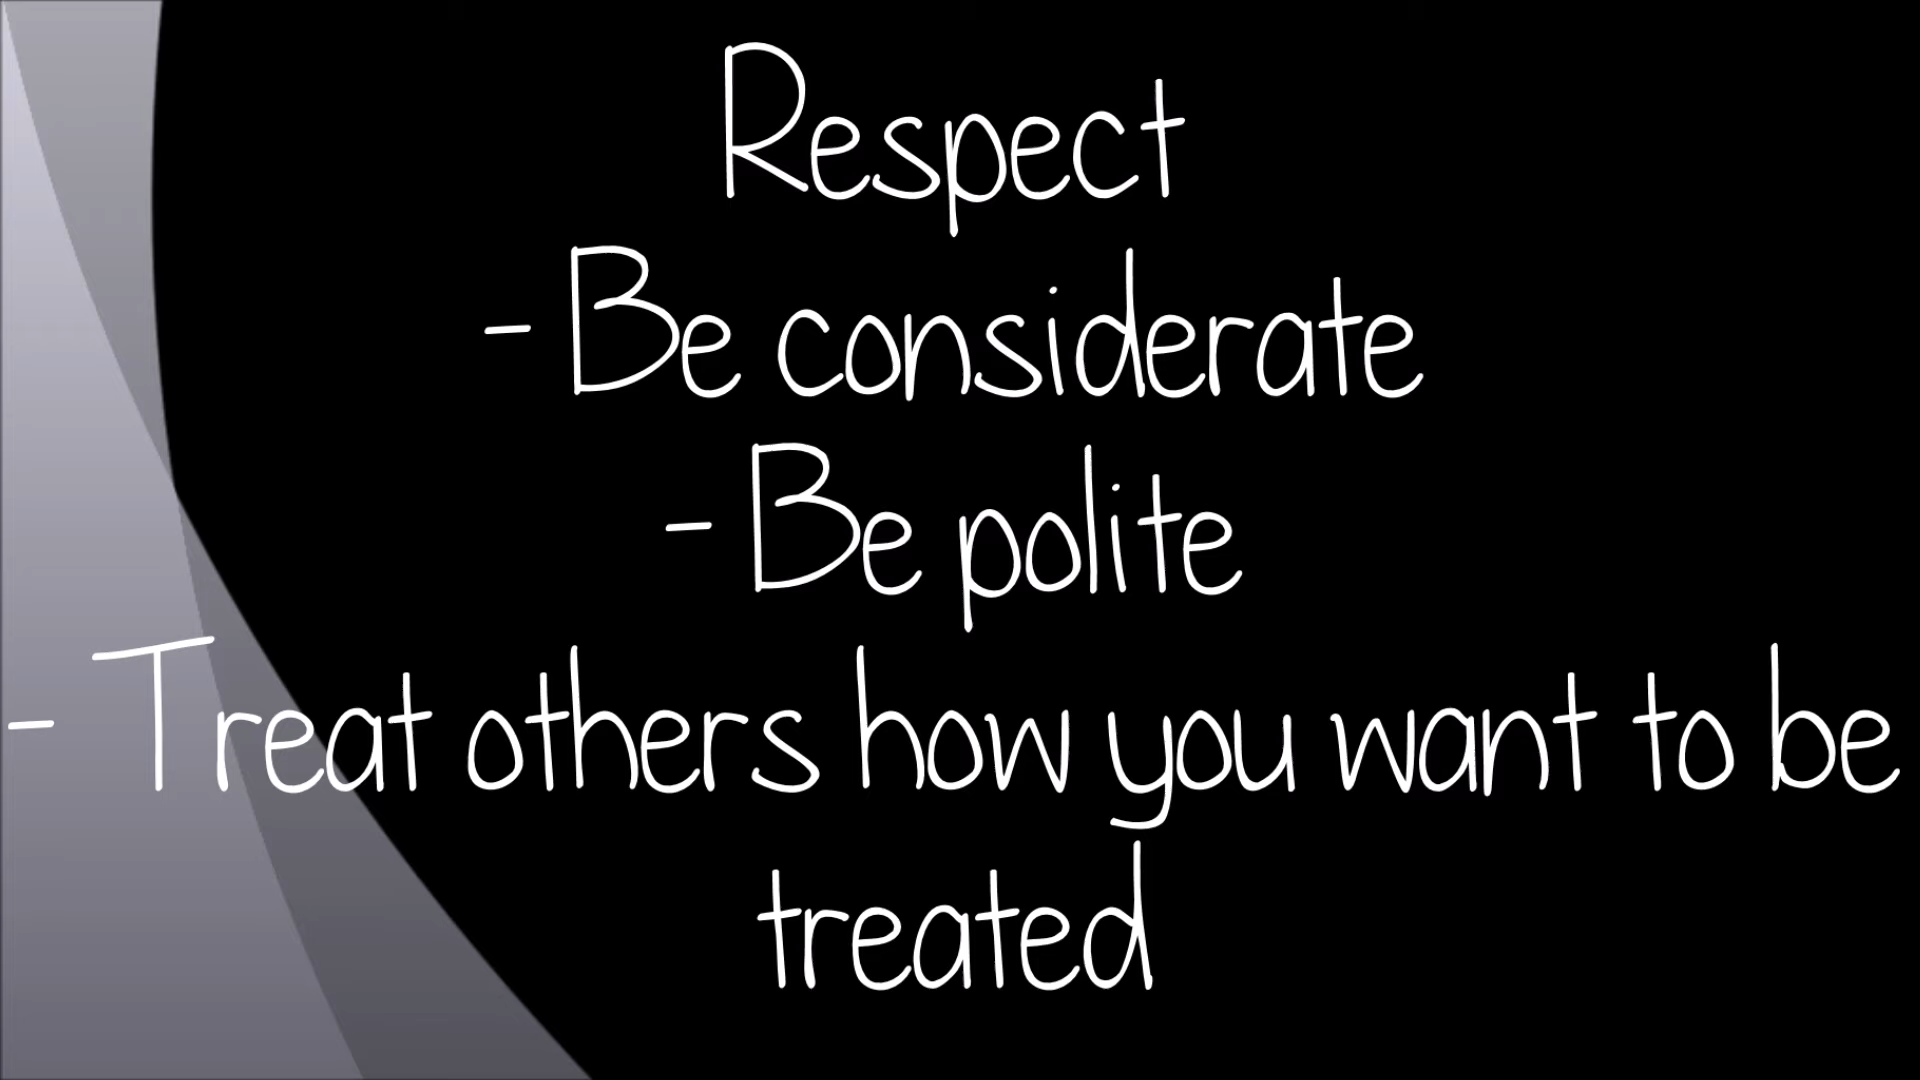 Respect
- Be considerate
- Be polite
- Treat others how you want to be
treated